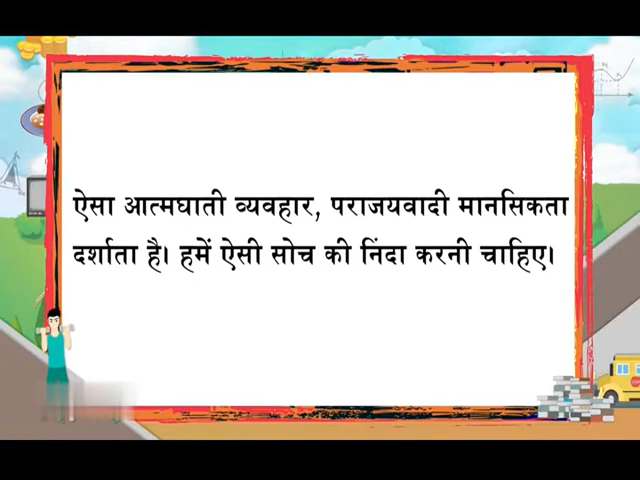 ऐसा आत्मघाती व्यवहार, पराजयवादी मानसिकता
दर्शाता है। हमें ऐसी सोच की निंदा करनी चाहिए।